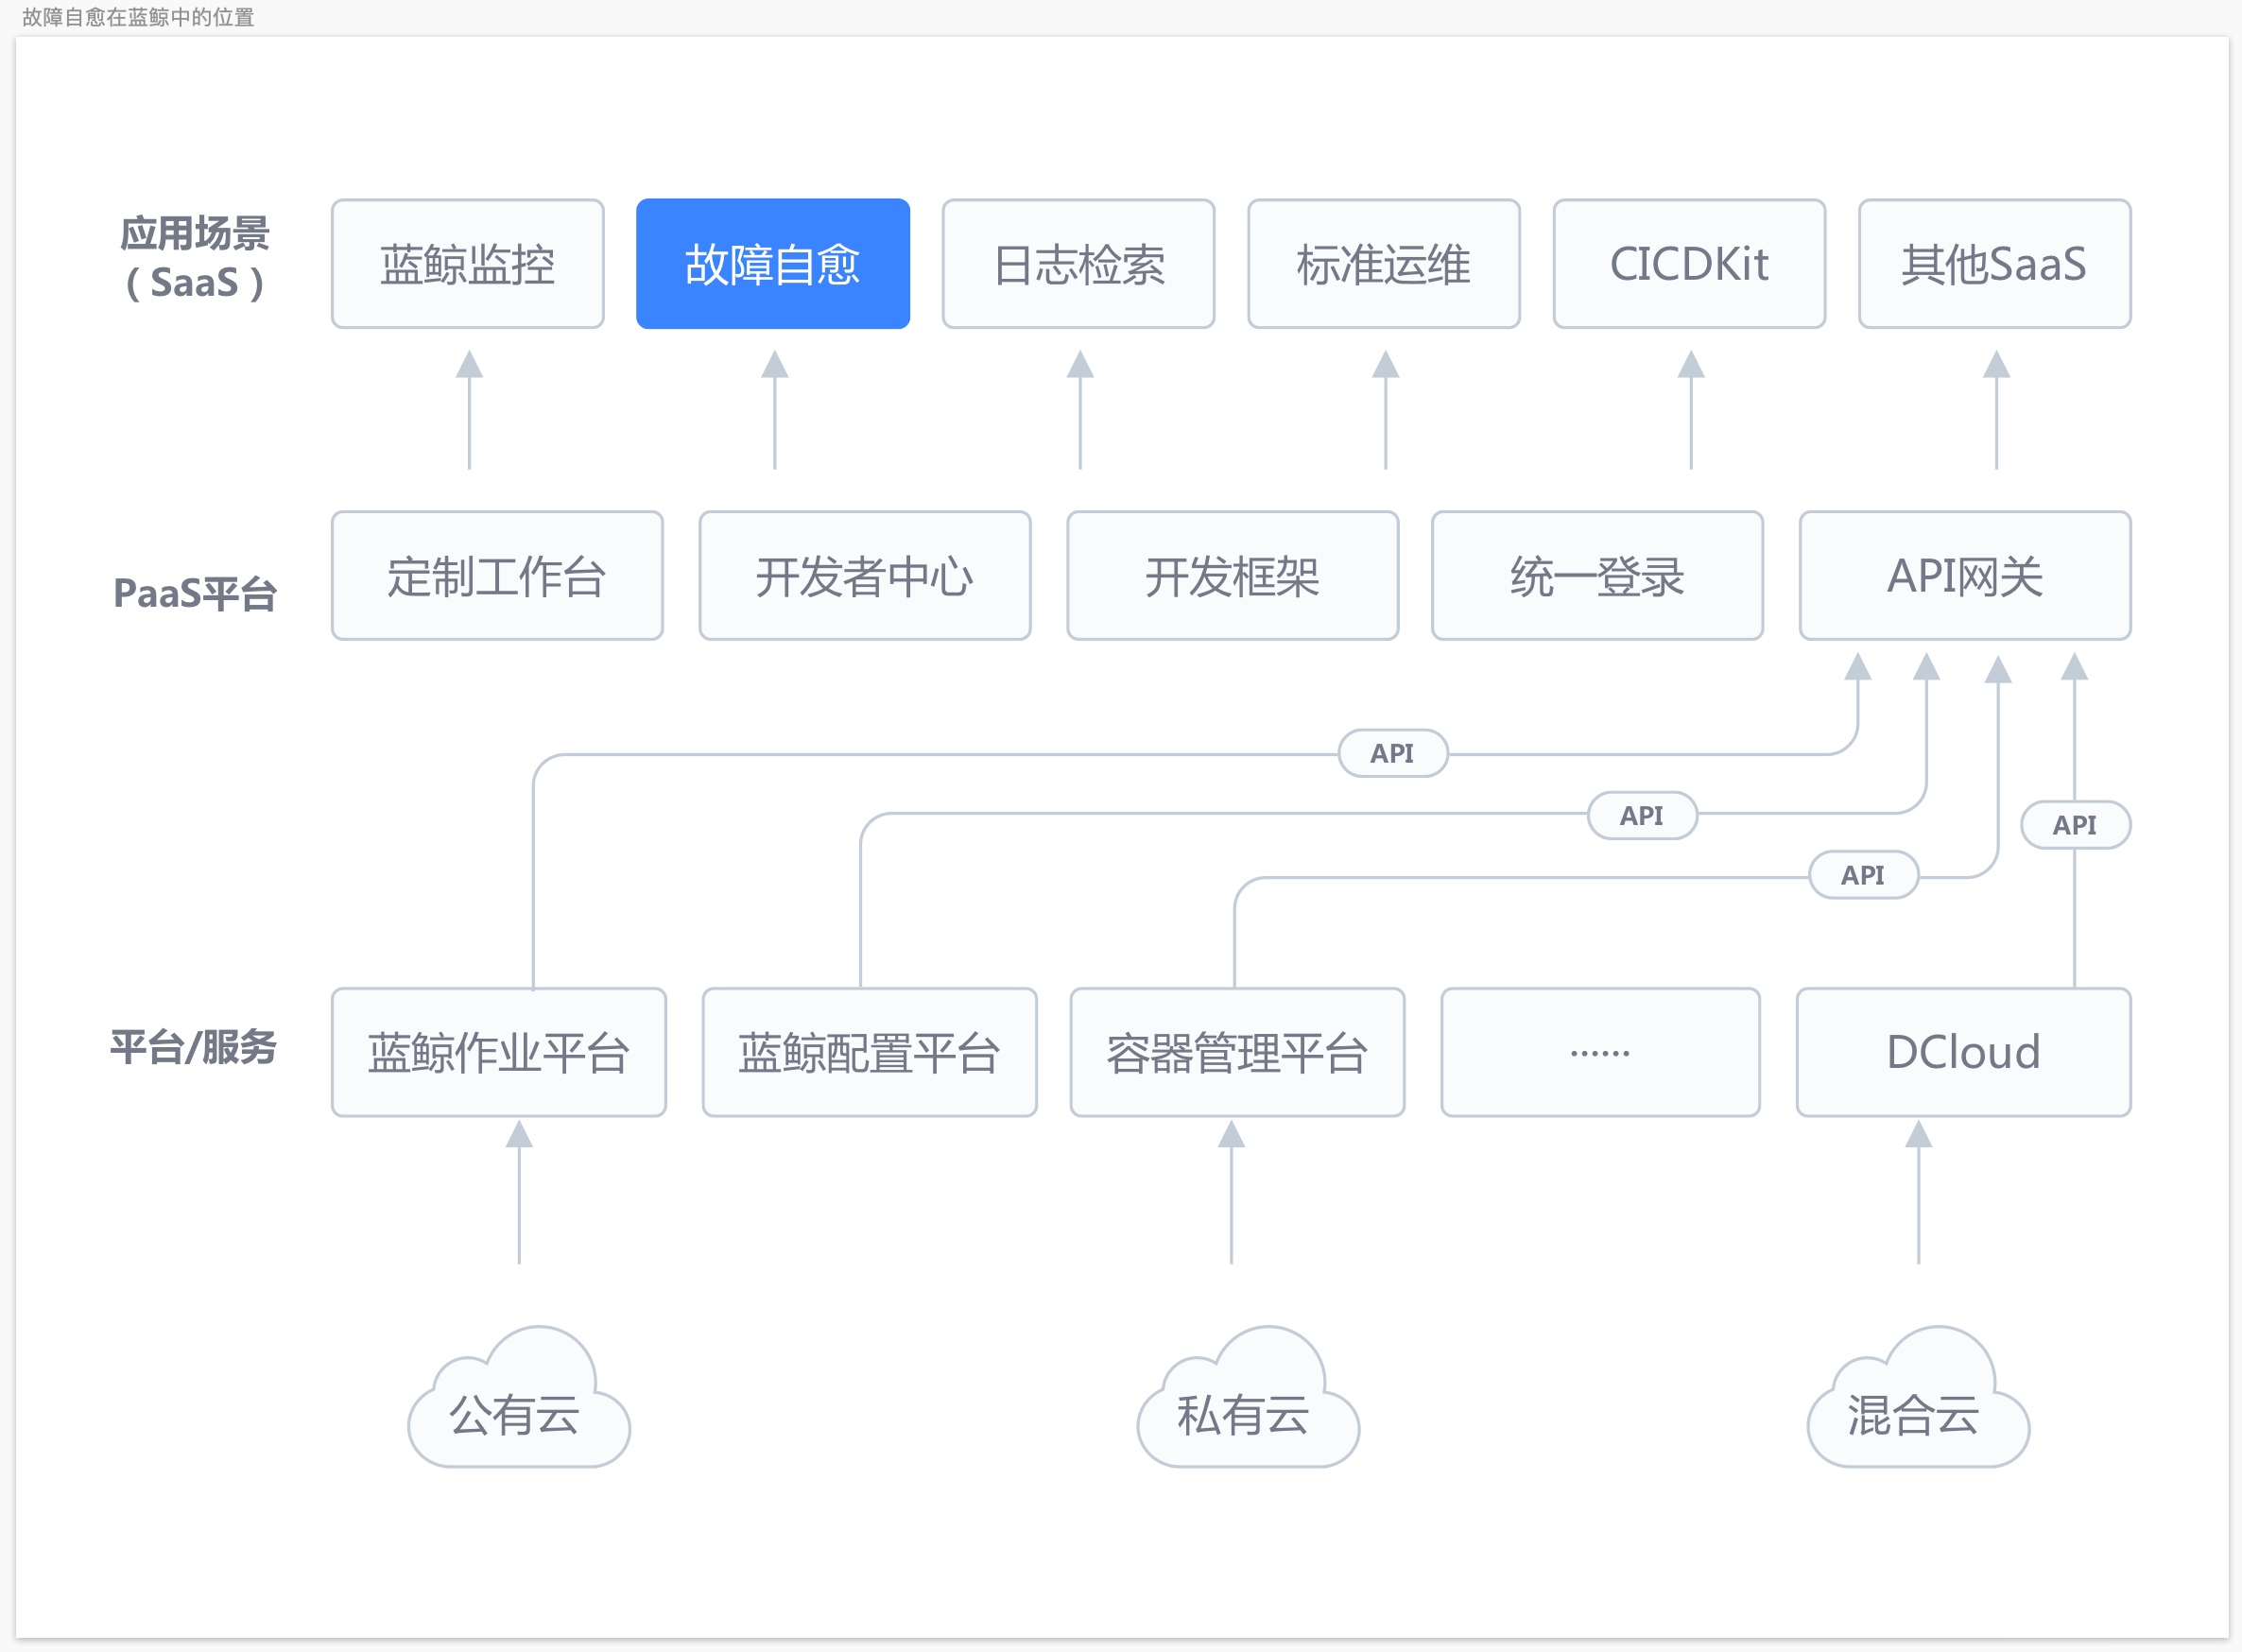 故障自愈在蓝鲸中的位置
应用场景
（ SaaS ）
蓝鲸监控
故障自愈
日志检索
标准运维
CICDKit
其他SaaS
PaaS平台
定制工作台
开发者中心
开发框架
统一登录
API网关
API
API
API
API
平台/服务
蓝鲸作业平台
蓝鲸配置平台
容器管理平台
······
DCloud
公有云
私有云
混合云